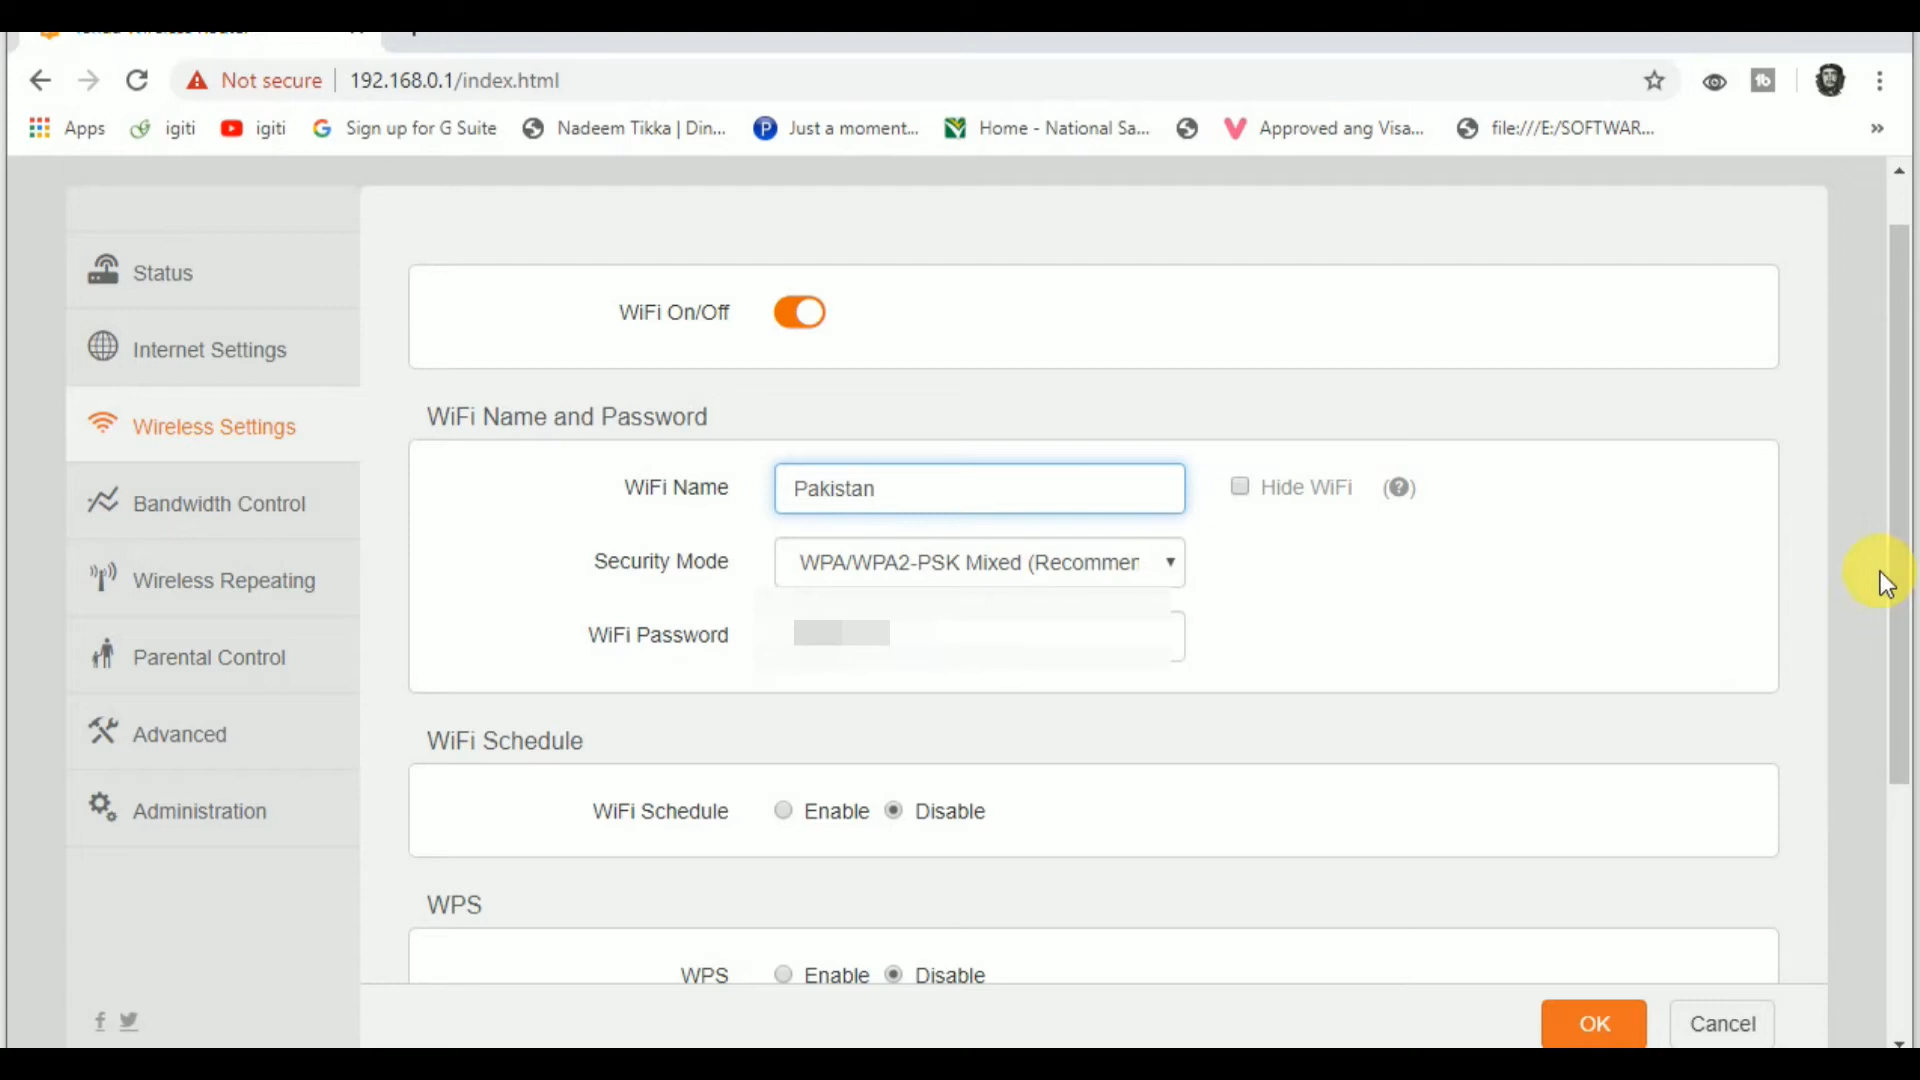 Not secure 192.168.0.1/index.html
Apps igiti igiti Sign up for G Suite Nadeem Tikka | Din... Just a moment... Home - National Sa... Approved ang Visa... file:///E:/SOFTWAR... »
Status
Internet Settings
Wireless Settings
Bandwidth Control
Wireless Repeating
Parental Control
Advanced
Administration
WiFi On/Off
WiFi Name and Password
WiFi Name Pakistan Hide WiFi (?)
Security Mode WPA/WPA2-PSK Mixed (Recommen
WiFi Password
WiFi Schedule
WiFi Schedule Enable Disable
WPS
WPS Enable Disable
OK Cancel